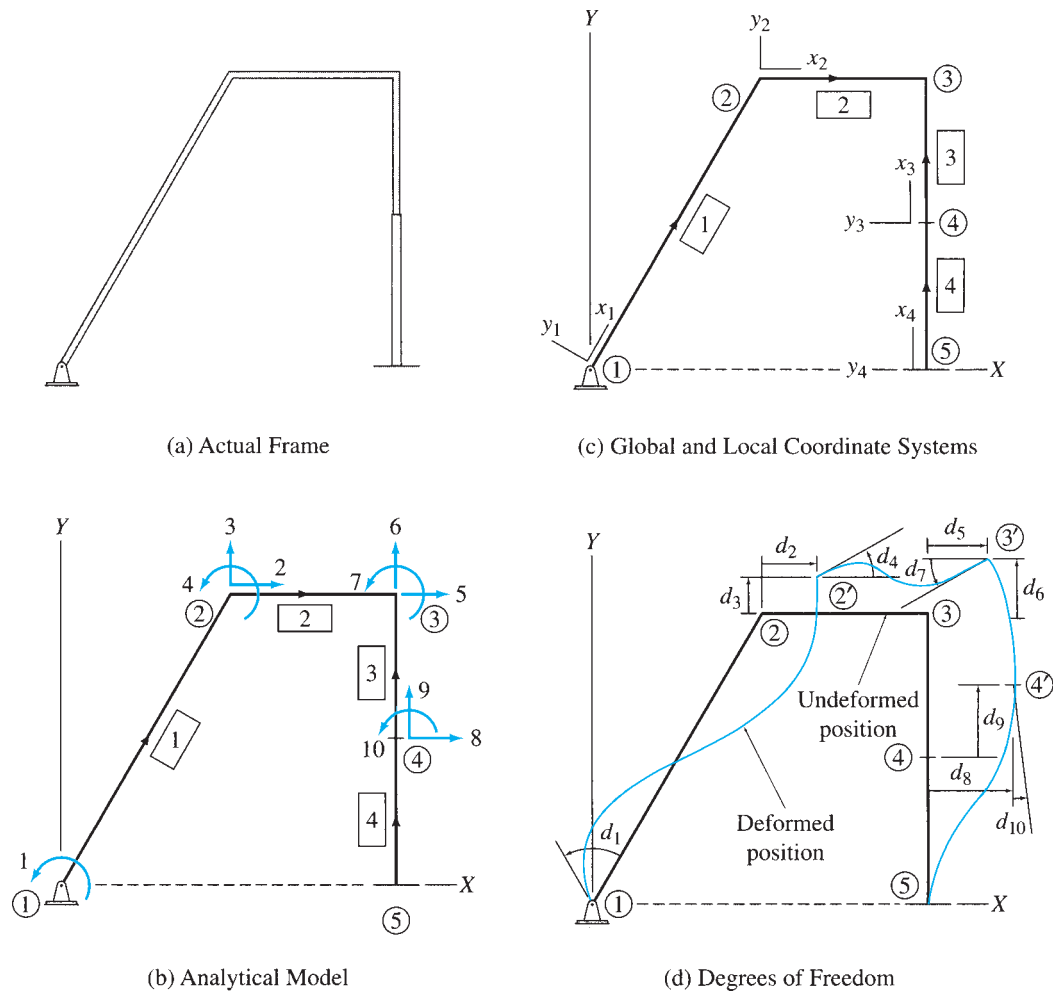 (a) Actual Frame
Y
y2
x2
②
③
2
3
x3
y3
④
1
4
x1
y1
x4
⑤
①
y4
X
(c) Global and Local Coordinate Systems
Y
3
6
4
2
7
5
②
2
③
3
9
1
10
8
④
4
1
X
①
⑤
(b) Analytical Model
Y
d2
d4
d5
③′
d7
d3
②′
d6
②
③
Undeformed
position
④′
d9
④
d8
Deformed
position
d1
d10
⑤
①
X
(d) Degrees of Freedom